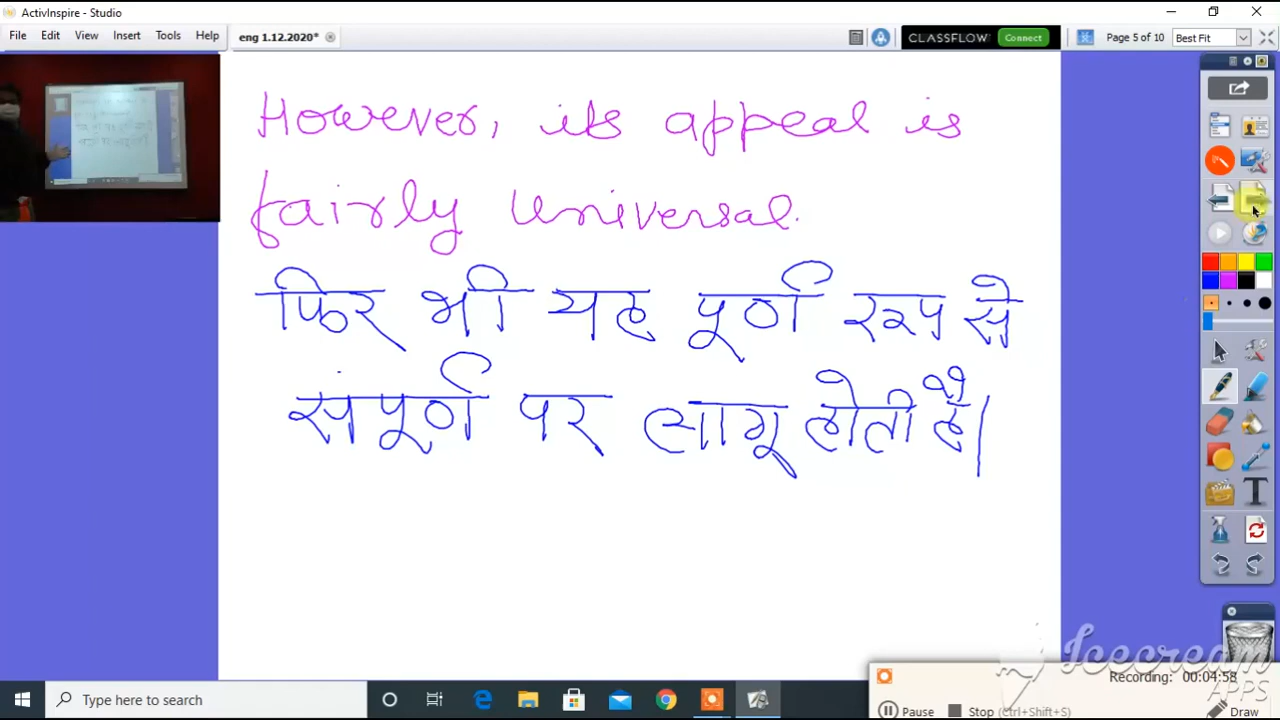 ActivInspire - Studio
File Edit View Insert Tools Help
eng 1.12.2020*
CLASSFLOW Connect
Page 5 of 10
Best Fit
However, its appeal is
fairly universal.
फिर भी यह पूर्ण रूप से
संपूर्ण पर लागू होती है।
Icecream
APPS
Recording: 00:04:58
Pause Stop (Ctrl+Shift+S) Draw
Type here to search